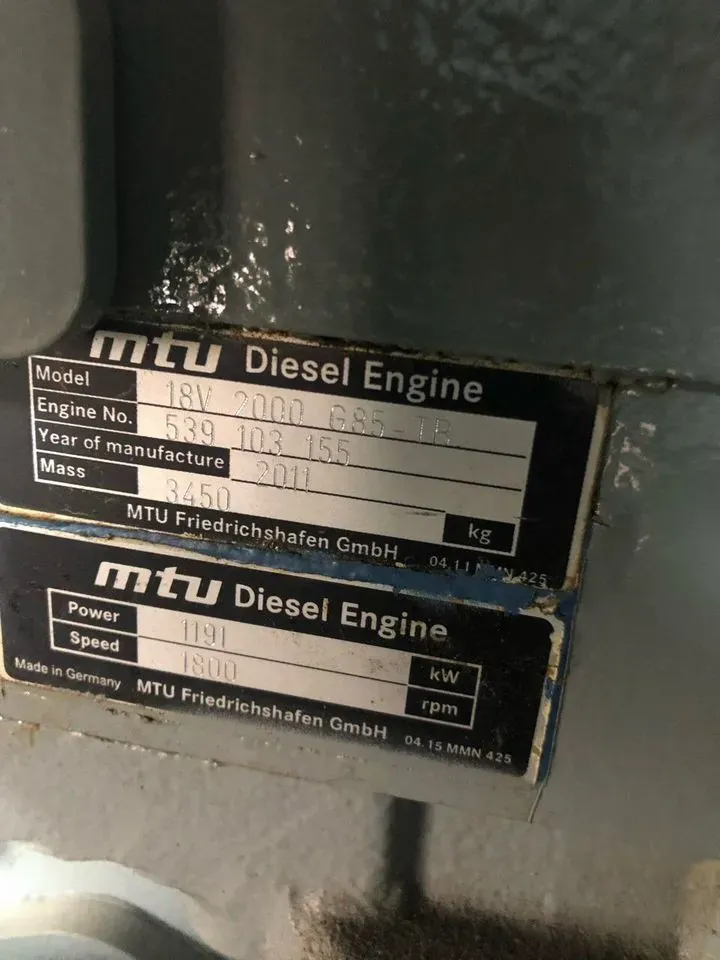 mtu Diesel Engine
Model 18V 2000 G85-TB
Engine No. 539 103 155
Year of manufacture 2011
Mass 3450 kg
MTU Friedrichshafen GmbH 04.11 MMN 425
mtu Diesel Engine
Power 1191 kW
Speed 1800 rpm
Made in Germany MTU Friedrichshafen GmbH 04.15 MMN 425